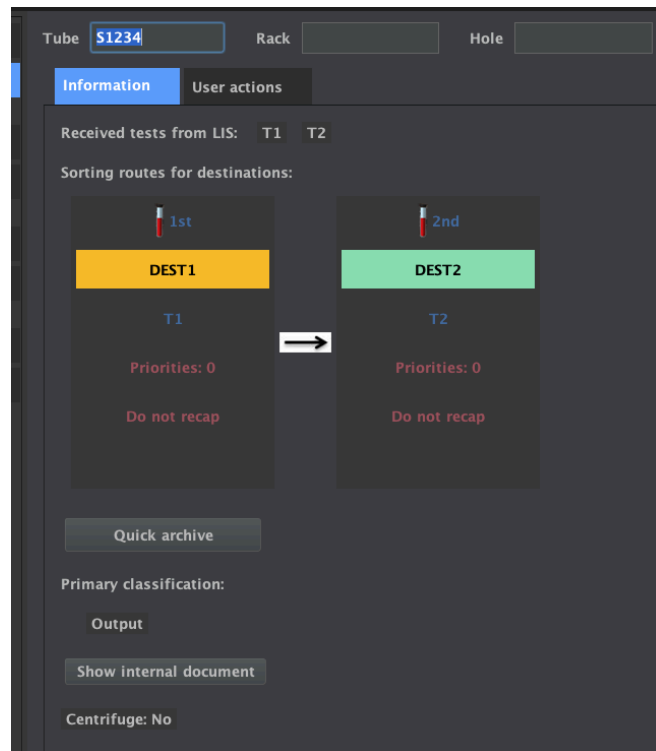 Tube S1234 Rack Hole
Information User actions
Received tests from LIS: T1 T2
Sorting routes for destinations:
1st 2nd
DEST1 DEST2
T1 T2
Priorities: 0 Priorities: 0
Do not recap Do not recap
Quick archive
Primary classification:
Output
Show internal document
Centrifuge: No